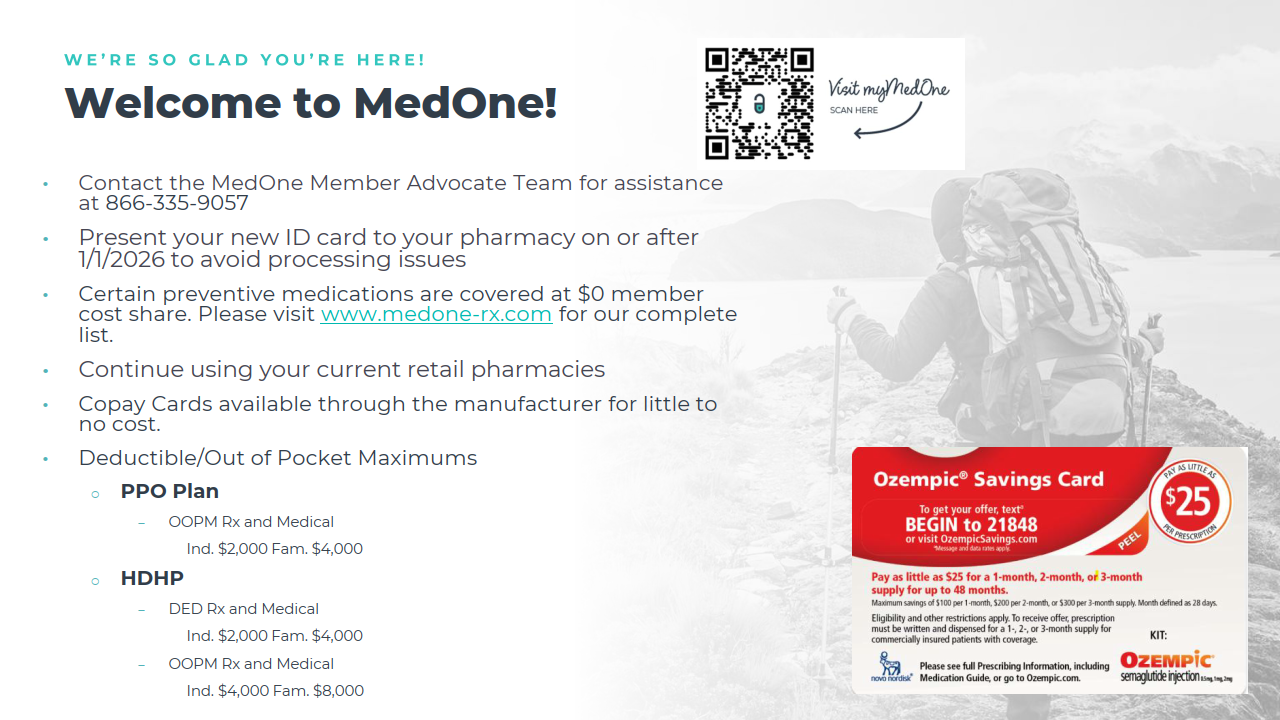 WE'RE SO GLAD YOU'RE HERE!
Welcome to MedOne!
Visit myMedOne
SCAN HERE
• Contact the MedOne Member Advocate Team for assistance
at 866-335-9057
• Present your new ID card to your pharmacy on or after
1/1/2026 to avoid processing issues
• Certain preventive medications are covered at $0 member
cost share. Please visit www.medone-rx.com for our complete
list.
• Continue using your current retail pharmacies
• Copay Cards available through the manufacturer for little to
no cost.
• Deductible/Out of Pocket Maximums
o PPO Plan
– OOPM Rx and Medical
Ind. $2,000 Fam. $4,000
o HDHP
– DED Rx and Medical
Ind. $2,000 Fam. $4,000
– OOPM Rx and Medical
Ind. $4,000 Fam. $8,000
Ozempic® Savings Card
To get your offer, text*
BEGIN to 21848
or visit OzempicSavings.com
*Message and data rates apply.
PEEL
PAY AS LITTLE AS
$25
PER PRESCRIPTION
Pay as little as $25 for a 1-month, 2-month, or 3-month
supply for up to 48 months.
Maximum savings of $100 per 1-month, $200 per 2-month, or $300 per 3-month supply. Month defined as 28 days.
Eligibility and other restrictions apply. To receive offer, prescription
must be written and dispensed for a 1-, 2-, or 3-month supply for
commercially insured patients with coverage.
KIT:
novo nordisk®
Please see full Prescribing Information, including
Medication Guide, or go to Ozempic.com.
OZEMPIC®
semaglutide injection 0.5mg, 1mg, 2mg